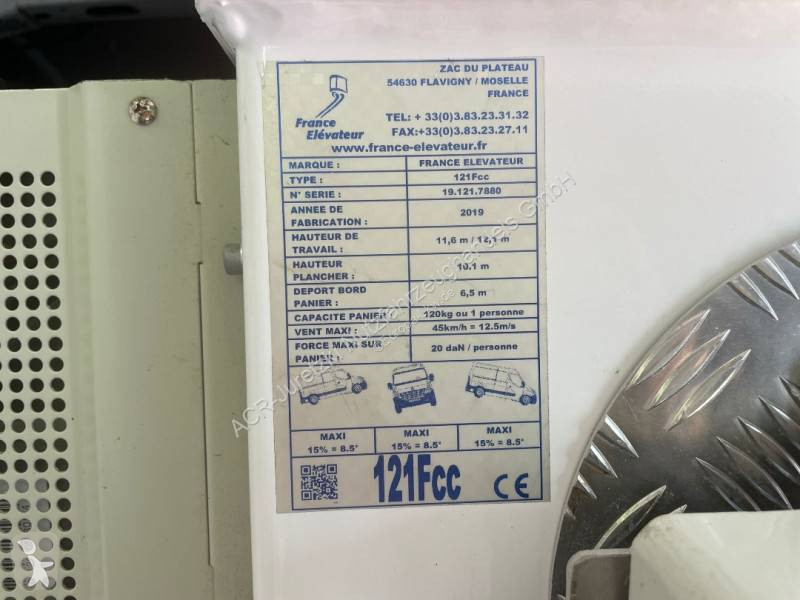 ZAC DU PLATEAU
54630 FLAVIGNY / MOSELLE
FRANCE
France
Elévateur
TEL: + 33(0)3.83.23.31.32
FAX:+33(0)3.83.23.27.11
www.france-elevateur.fr
MARQUE : FRANCE ELEVATEUR
TYPE : 121Fcc
N° SERIE : 19.121.7880
ANNEE DE
FABRICATION : 2019
HAUTEUR DE
TRAVAIL : 11,6 m / 12,1 m
HAUTEUR
PLANCHER : 10.1 m
DEPORT BORD
PANIER : 6,5 m
CAPACITE PANIER : 120kg ou 1 personne
VENT MAXI : 45km/h = 12.5m/s
FORCE MAXI SUR
PANIER : 20 daN / personne
MAXI MAXI MAXI
15% = 8.5° 15% = 8.5° 15% = 8.5°
121Fcc CE
ACR-Juretzko Nutzfahrzeughandels GmbH